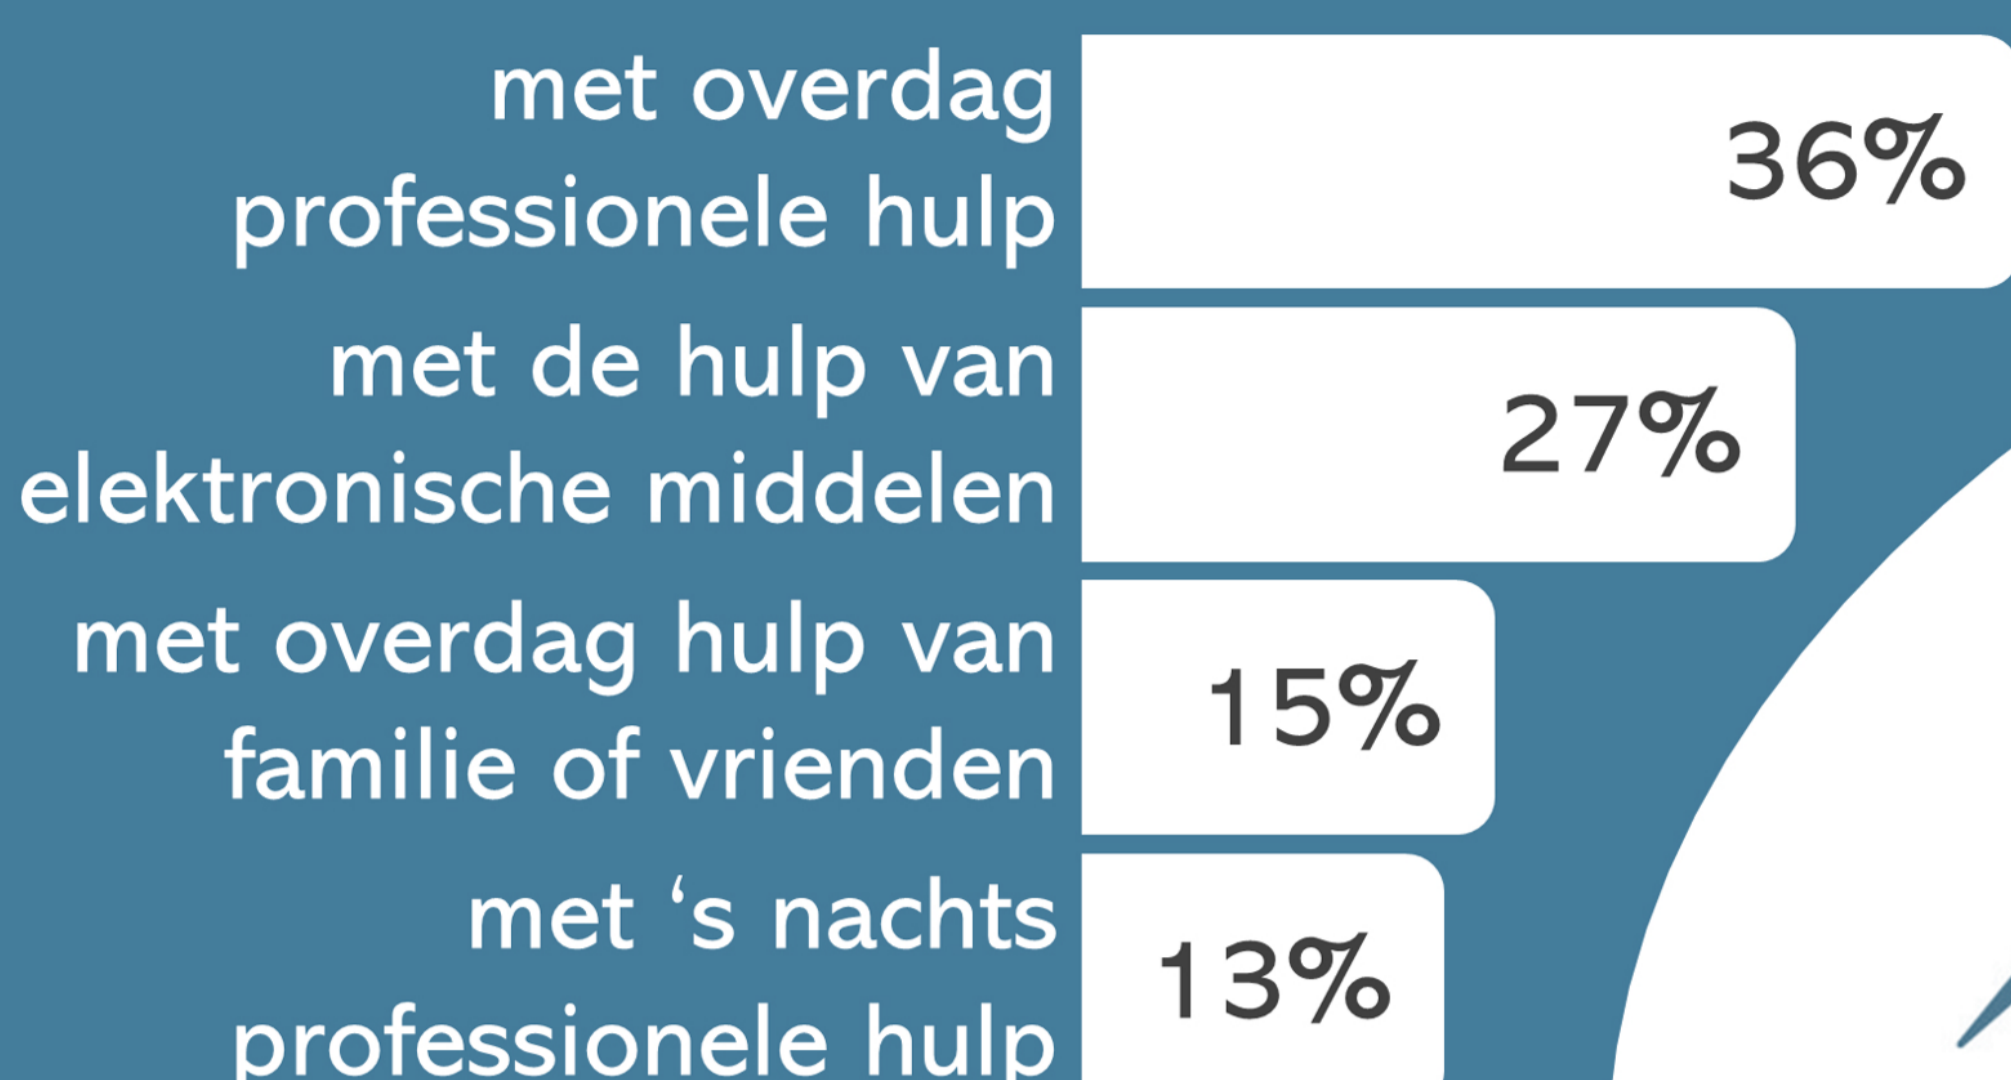 met overdag
professionele hulp
36%
met de hulp van
elektronische middelen
27%
met overdag hulp van
familie of vrienden
15%
met ‘s nachts
professionele hulp
13%